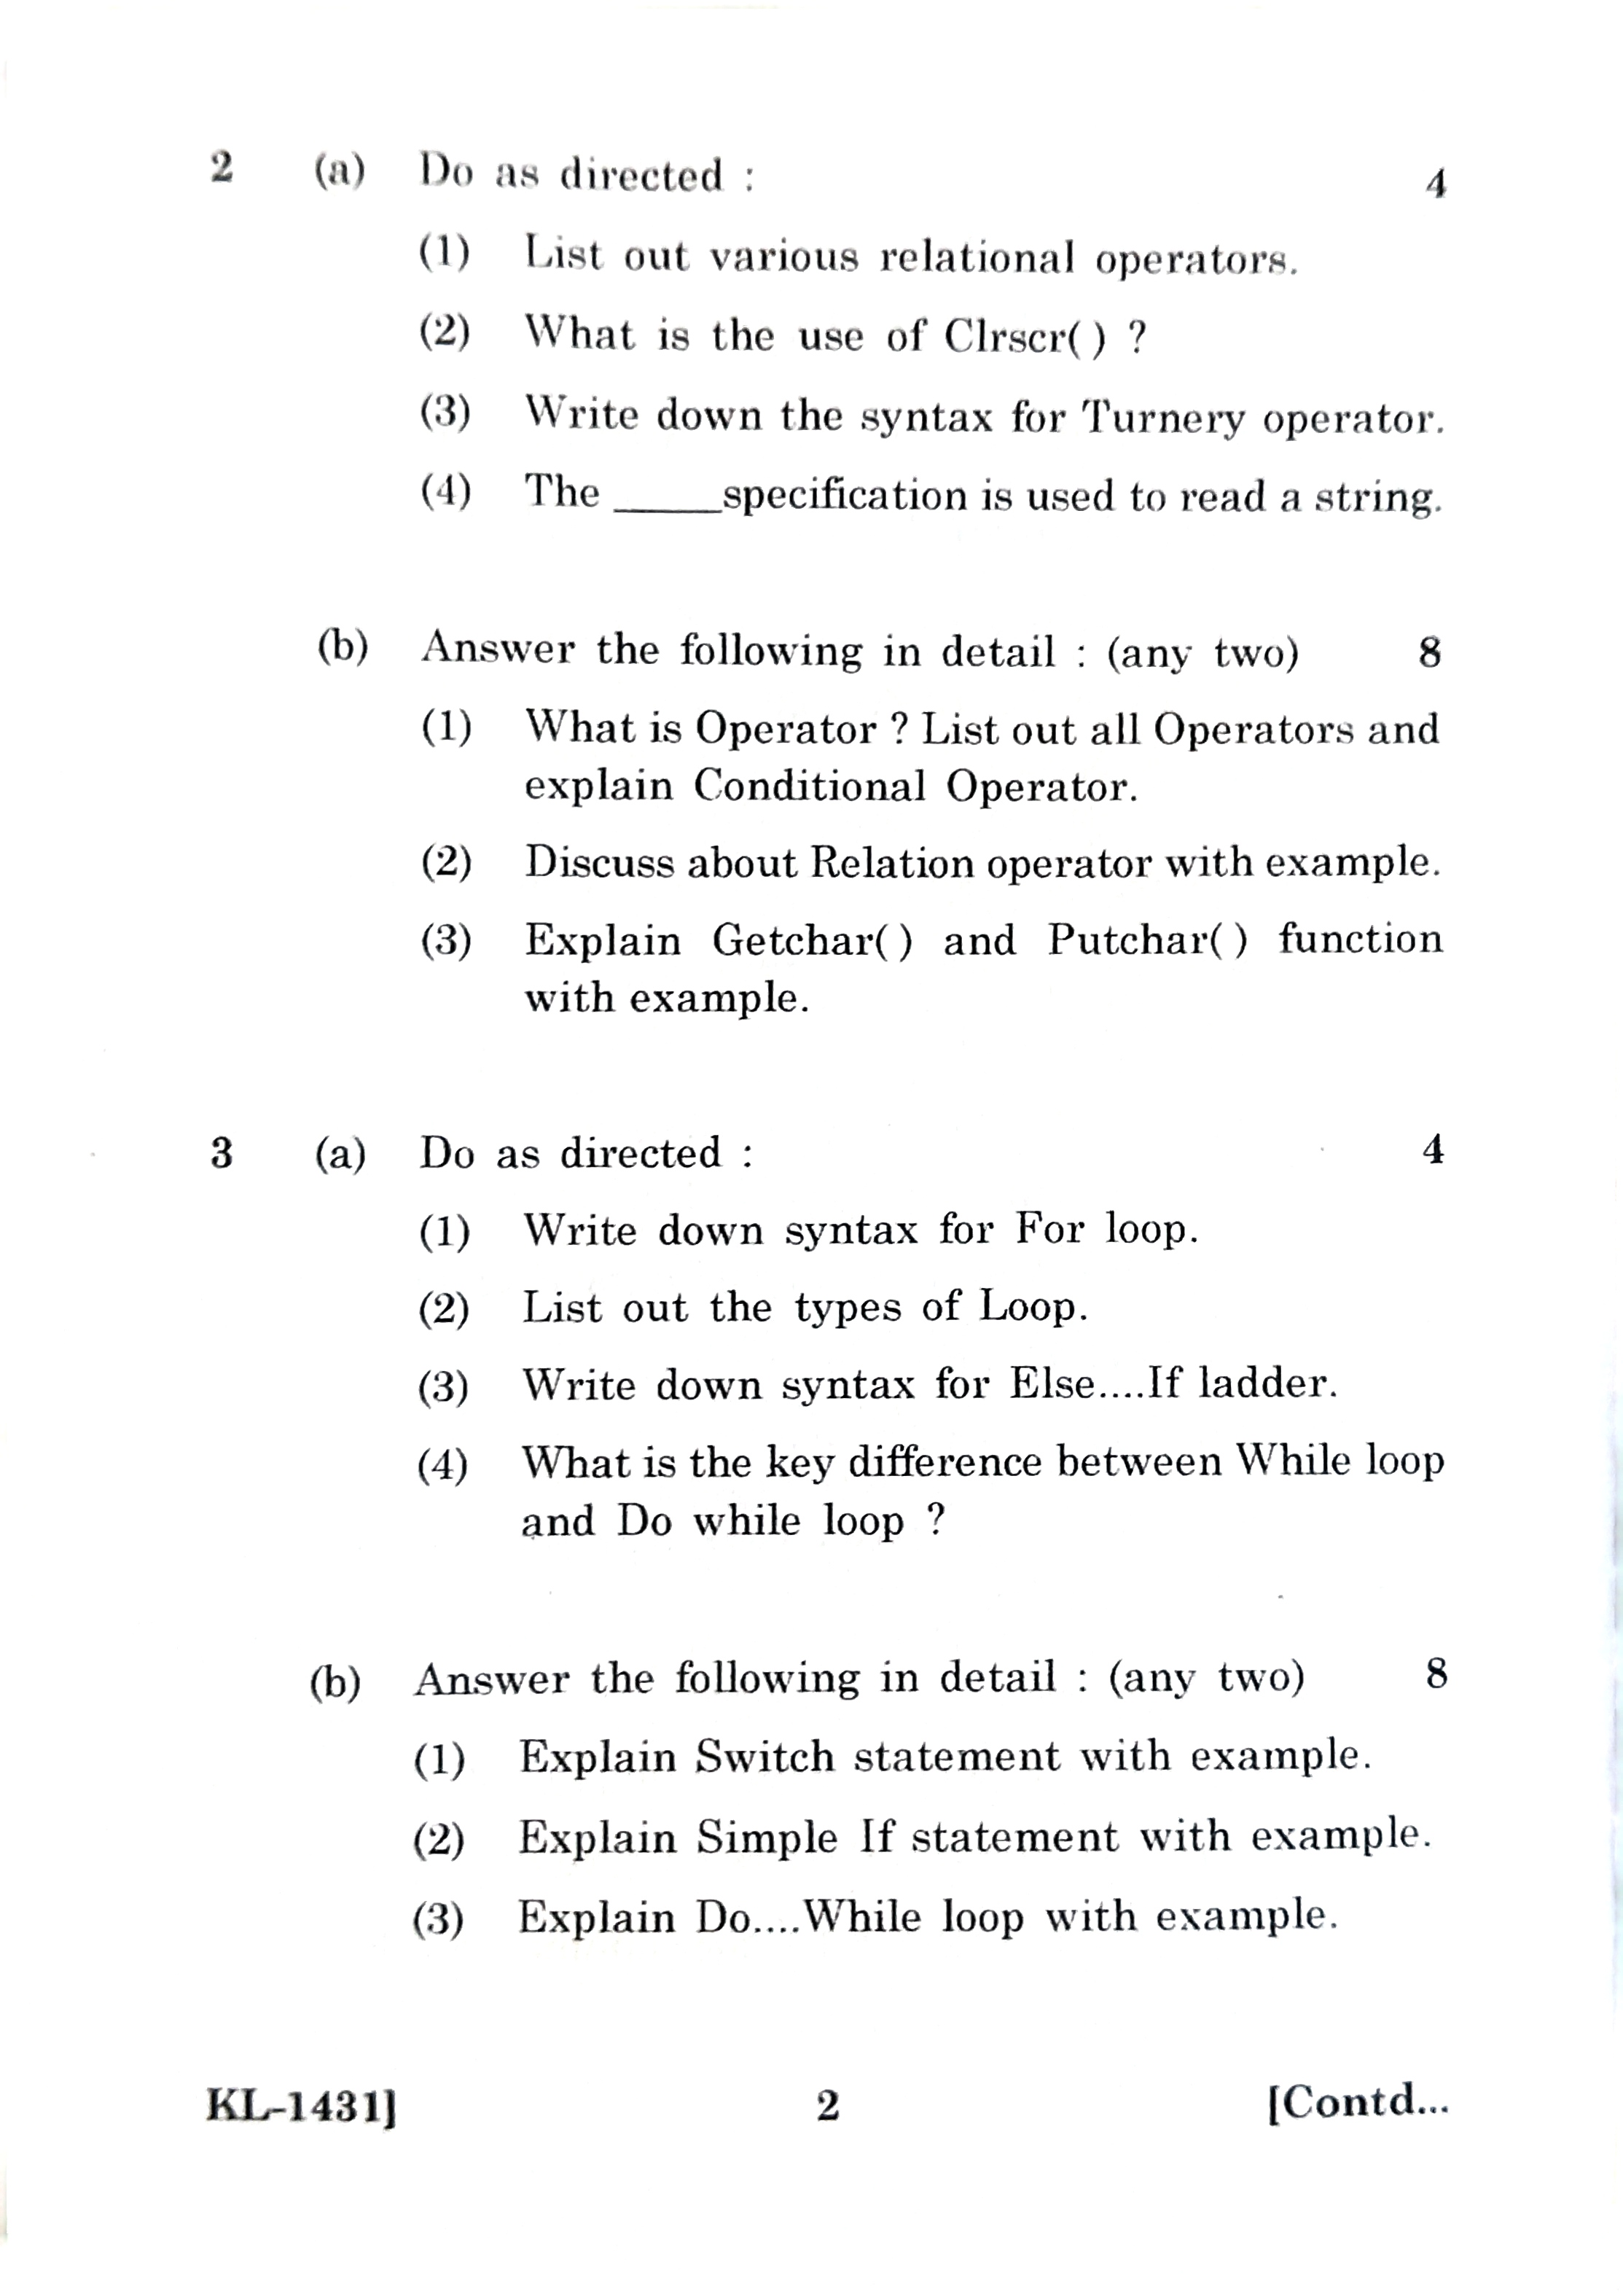 2 (a) Do as directed : 4
(1) List out various relational operators.
(2) What is the use of Clrscr( ) ?
(3) Write down the syntax for Turnery operator.
(4) The _____specification is used to read a string.
(b) Answer the following in detail : (any two) 8
(1) What is Operator ? List out all Operators and
explain Conditional Operator.
(2) Discuss about Relation operator with example.
(3) Explain Getchar( ) and Putchar( ) function
with example.
3 (a) Do as directed : 4
(1) Write down syntax for For loop.
(2) List out the types of Loop.
(3) Write down syntax for Else....If ladder.
(4) What is the key difference between While loop
and Do while loop ?
(b) Answer the following in detail : (any two) 8
(1) Explain Switch statement with example.
(2) Explain Simple If statement with example.
(3) Explain Do....While loop with example.
KL-1431] 2 [Contd...